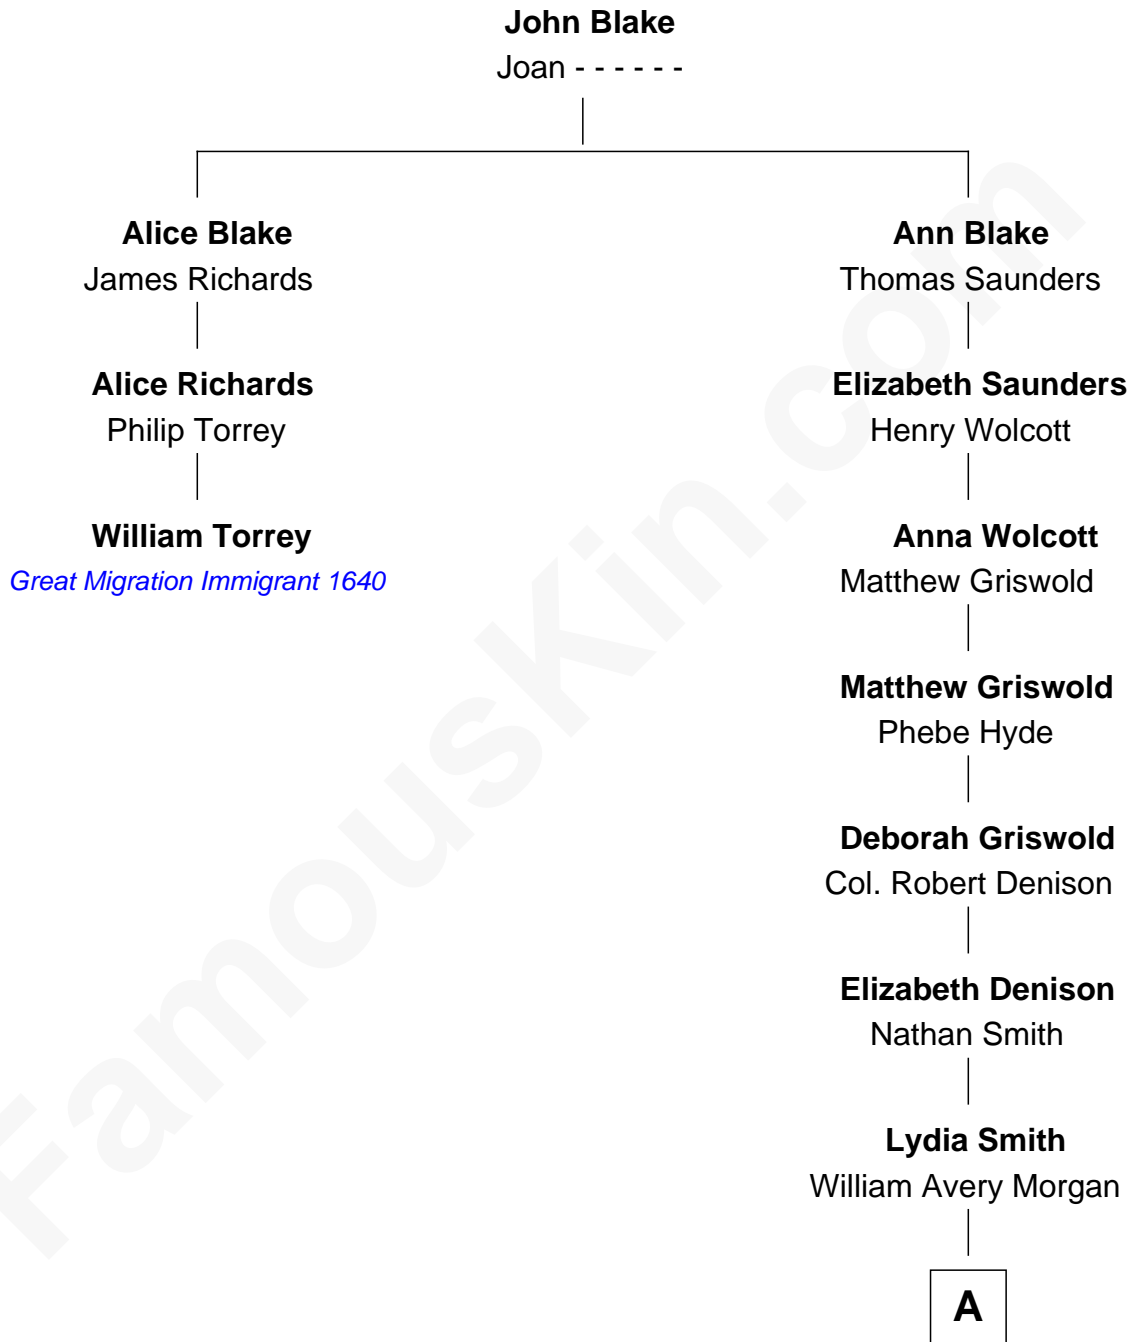 John Blake
Joan - - - - - -
Alice Blake
James Richards
Ann Blake
Thomas Saunders
Alice Richards
Philip Torrey
Elizabeth Saunders
Henry Wolcott
William Torrey
Great Migration Immigrant 1640
Anna Wolcott
Matthew Griswold
Matthew Griswold
Phebe Hyde
Deborah Griswold
Col. Robert Denison
Elizabeth Denison
Nathan Smith
Lydia Smith
William Avery Morgan
A
FamousKin.com